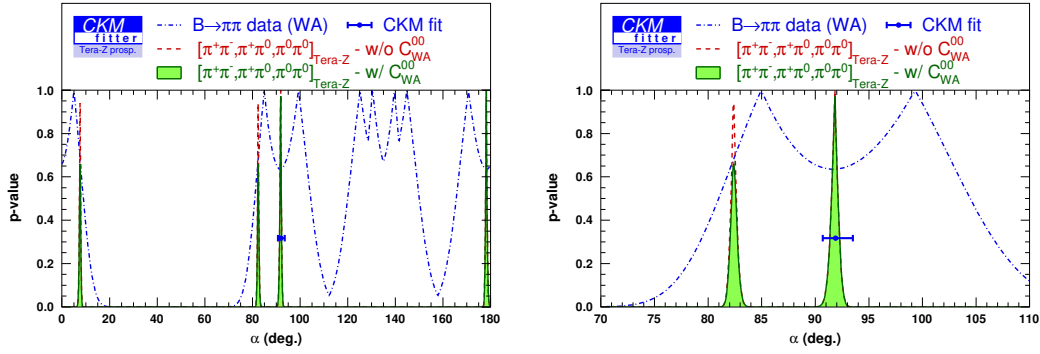 CKM
fitter
Tera-Z prosp.
B→ππ data (WA)
CKM fit
[π⁺π⁻,π⁺π⁰,π⁰π⁰]Tera-Z - w/o C⁰⁰WA
[π⁺π⁻,π⁺π⁰,π⁰π⁰]Tera-Z - w/ C⁰⁰WA
p-value
1.0
0.8
0.6
0.4
0.2
0.0
0 20 40 60 80 100 120 140 160 180
α (deg.)
CKM
fitter
Tera-Z prosp.
B→ππ data (WA)
CKM fit
[π⁺π⁻,π⁺π⁰,π⁰π⁰]Tera-Z - w/o C⁰⁰WA
[π⁺π⁻,π⁺π⁰,π⁰π⁰]Tera-Z - w/ C⁰⁰WA
p-value
1.0
0.8
0.6
0.4
0.2
0.0
70 75 80 85 90 95 100 105 110
α (deg.)